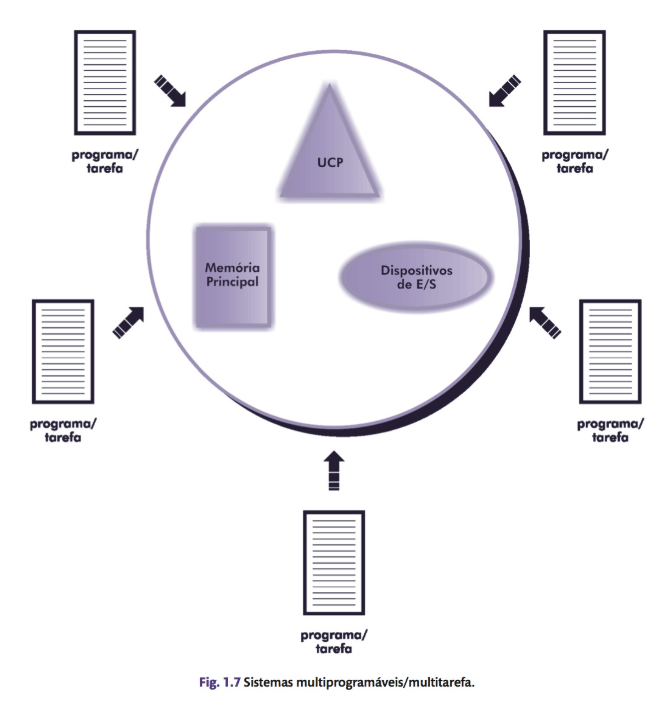 programa/
tarefa
programa/
tarefa
UCP
Memória
Principal
Dispositivos
de E/S
programa/
tarefa
programa/
tarefa
programa/
tarefa
Fig. 1.7 Sistemas multiprogramáveis/multitarefa.